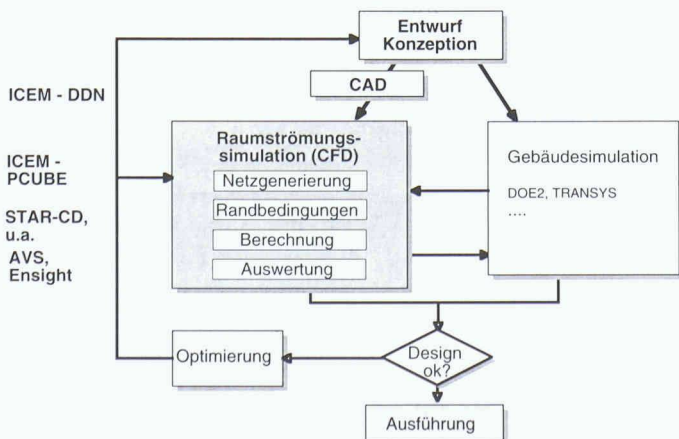 Entwurf
Konzeption
CAD
ICEM - DDN
ICEM -
PCUBE
STAR-CD,
u.a.
AVS,
Ensight
Raumströmungs-
simulation (CFD)
Netzgenerierung
Randbedingungen
Berechnung
Auswertung
Gebäudesimulation
DOE2, TRANSYS
....
Optimierung
Design
ok?
Ausführung